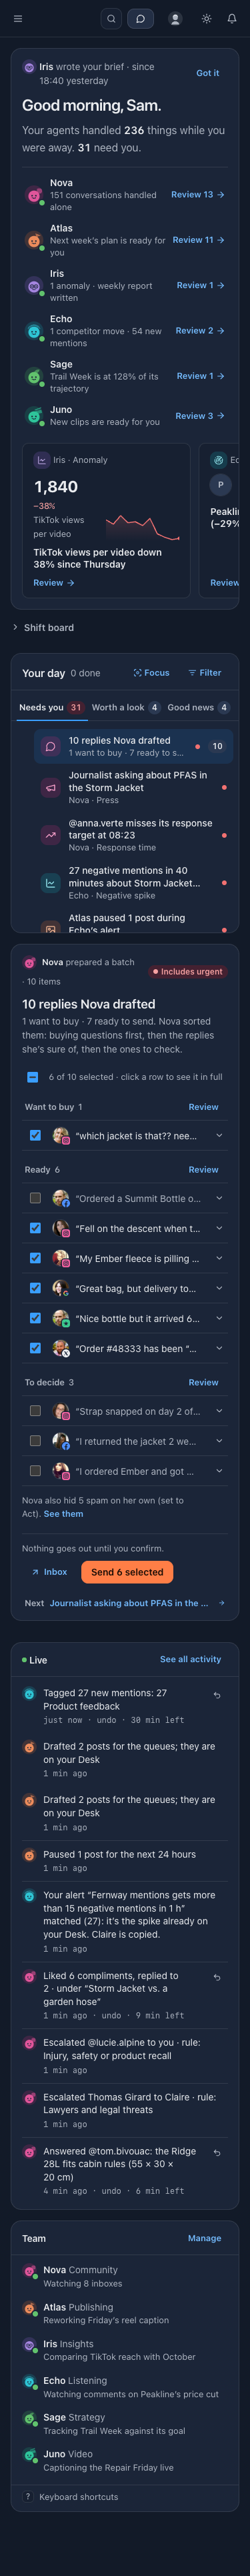 Iris wrote your brief · since
18:40 yesterday
Got it
Good morning, Sam.
Your agents handled 236 things while you
were away. 31 need you.
Nova
151 conversations handled
alone
Review 13 →
Atlas
Next week's plan is ready for
you
Review 11 →
Iris
1 anomaly · weekly report
written
Review 1 →
Echo
1 competitor move · 54 new
mentions
Review 2 →
Sage
Trail Week is at 128% of its
trajectory
Review 1 →
Juno
New clips are ready for you
Review 3 →
Iris · Anomaly
1,840
−38%
TikTok views
per video
TikTok views per video down
38% since Thursday
Review →
Ec
P
Peaklin
(−29%
Review
Shift board
Your day 0 done
Focus
Filter
Needs you 31
Worth a look 4
Good news 4
10 replies Nova drafted
1 want to buy · 7 ready to s...
10
Journalist asking about PFAS in
the Storm Jacket
Nova · Press
@anna.verte misses its response
target at 08:23
Nova · Response time
27 negative mentions in 40
minutes about Storm Jacket...
Echo · Negative spike
Atlas paused 1 post during
Echo's alert
Nova prepared a batch
· 10 items
Includes urgent
10 replies Nova drafted
1 want to buy · 7 ready to send. Nova sorted
them: buying questions first, then the replies
she's sure of, then the ones to check.
6 of 10 selected · click a row to see it in full
Want to buy 1
Review
"which jacket is that?? nee...
Ready 6
Review
"Ordered a Summit Bottle o...
"Fell on the descent when t...
"My Ember fleece is pilling ...
"Great bag, but delivery to...
"Nice bottle but it arrived 6...
"Order #48333 has been "...
To decide 3
Review
"Strap snapped on day 2 of...
"I returned the jacket 2 we...
"I ordered Ember and got ...
Nova also hid 5 spam on her own (set to
Act). See them
Nothing goes out until you confirm.
Inbox
Send 6 selected
Next Journalist asking about PFAS in the ... →
Live
See all activity
Tagged 27 new mentions: 27
Product feedback
just now · undo · 30 min left
Drafted 2 posts for the queues; they are
on your Desk
1 min ago
Drafted 2 posts for the queues; they are
on your Desk
1 min ago
Paused 1 post for the next 24 hours
1 min ago
Your alert "Fernway mentions gets more
than 15 negative mentions in 1 h"
matched (27): it's the spike already on
your Desk. Claire is copied.
1 min ago
Liked 6 compliments, replied to
2 · under "Storm Jacket vs. a
garden hose"
1 min ago · undo · 9 min left
Escalated @lucie.alpine to you · rule:
Injury, safety or product recall
1 min ago
Escalated Thomas Girard to Claire · rule:
Lawyers and legal threats
1 min ago
Answered @tom.bivouac: the Ridge
28L fits cabin rules (55 × 30 ×
20 cm)
4 min ago · undo · 6 min left
Team
Manage
Nova Community
Watching 8 inboxes
Atlas Publishing
Reworking Friday's reel caption
Iris Insights
Comparing TikTok reach with October
Echo Listening
Watching comments on Peakline's price cut
Sage Strategy
Tracking Trail Week against its goal
Juno Video
Captioning the Repair Friday live
? Keyboard shortcuts